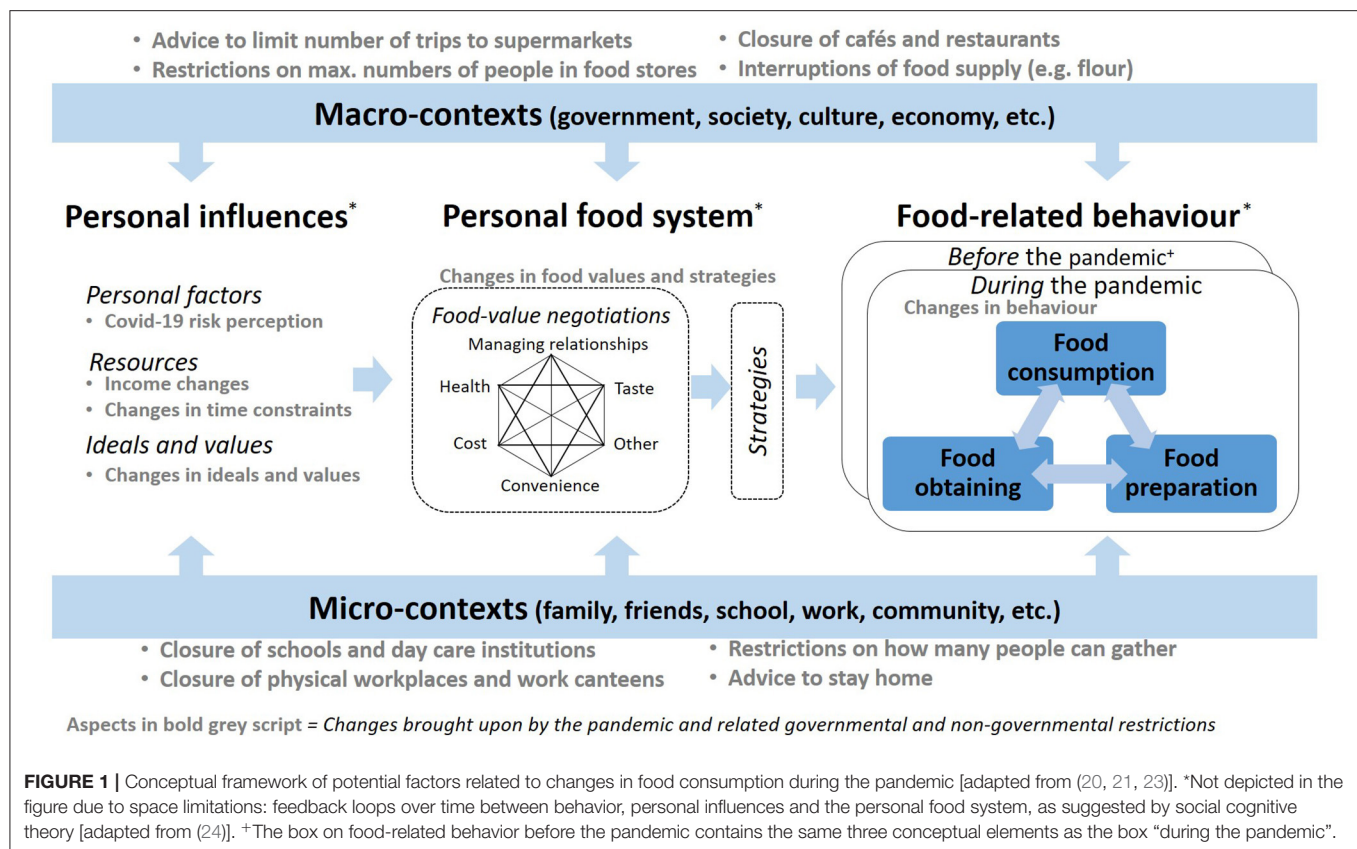 • Advice to limit number of trips to supermarkets
• Restrictions on max. numbers of people in food stores
• Closure of cafés and restaurants
• Interruptions of food supply (e.g. flour)
Macro-contexts (government, society, culture, economy, etc.)
Personal influences*
Personal factors
• Covid-19 risk perception
Resources
• Income changes
• Changes in time constraints
Ideals and values
• Changes in ideals and values
Personal food system*
Changes in food values and strategies
Food-value negotiations
Managing relationships
Health
Taste
Cost
Other
Convenience
Strategies
Food-related behaviour*
Before the pandemic+
During the pandemic
Changes in behaviour
Food
consumption
Food
obtaining
Food
preparation
Micro-contexts (family, friends, school, work, community, etc.)
• Closure of schools and day care institutions
• Closure of physical workplaces and work canteens
• Restrictions on how many people can gather
• Advice to stay home
Aspects in bold grey script = Changes brought upon by the pandemic and related governmental and non-governmental restrictions
FIGURE 1 | Conceptual framework of potential factors related to changes in food consumption during the pandemic [adapted from (20, 21, 23)]. *Not depicted in the
figure due to space limitations: feedback loops over time between behavior, personal influences and the personal food system, as suggested by social cognitive
theory [adapted from (24)]. +The box on food-related behavior before the pandemic contains the same three conceptual elements as the box “during the pandemic”.